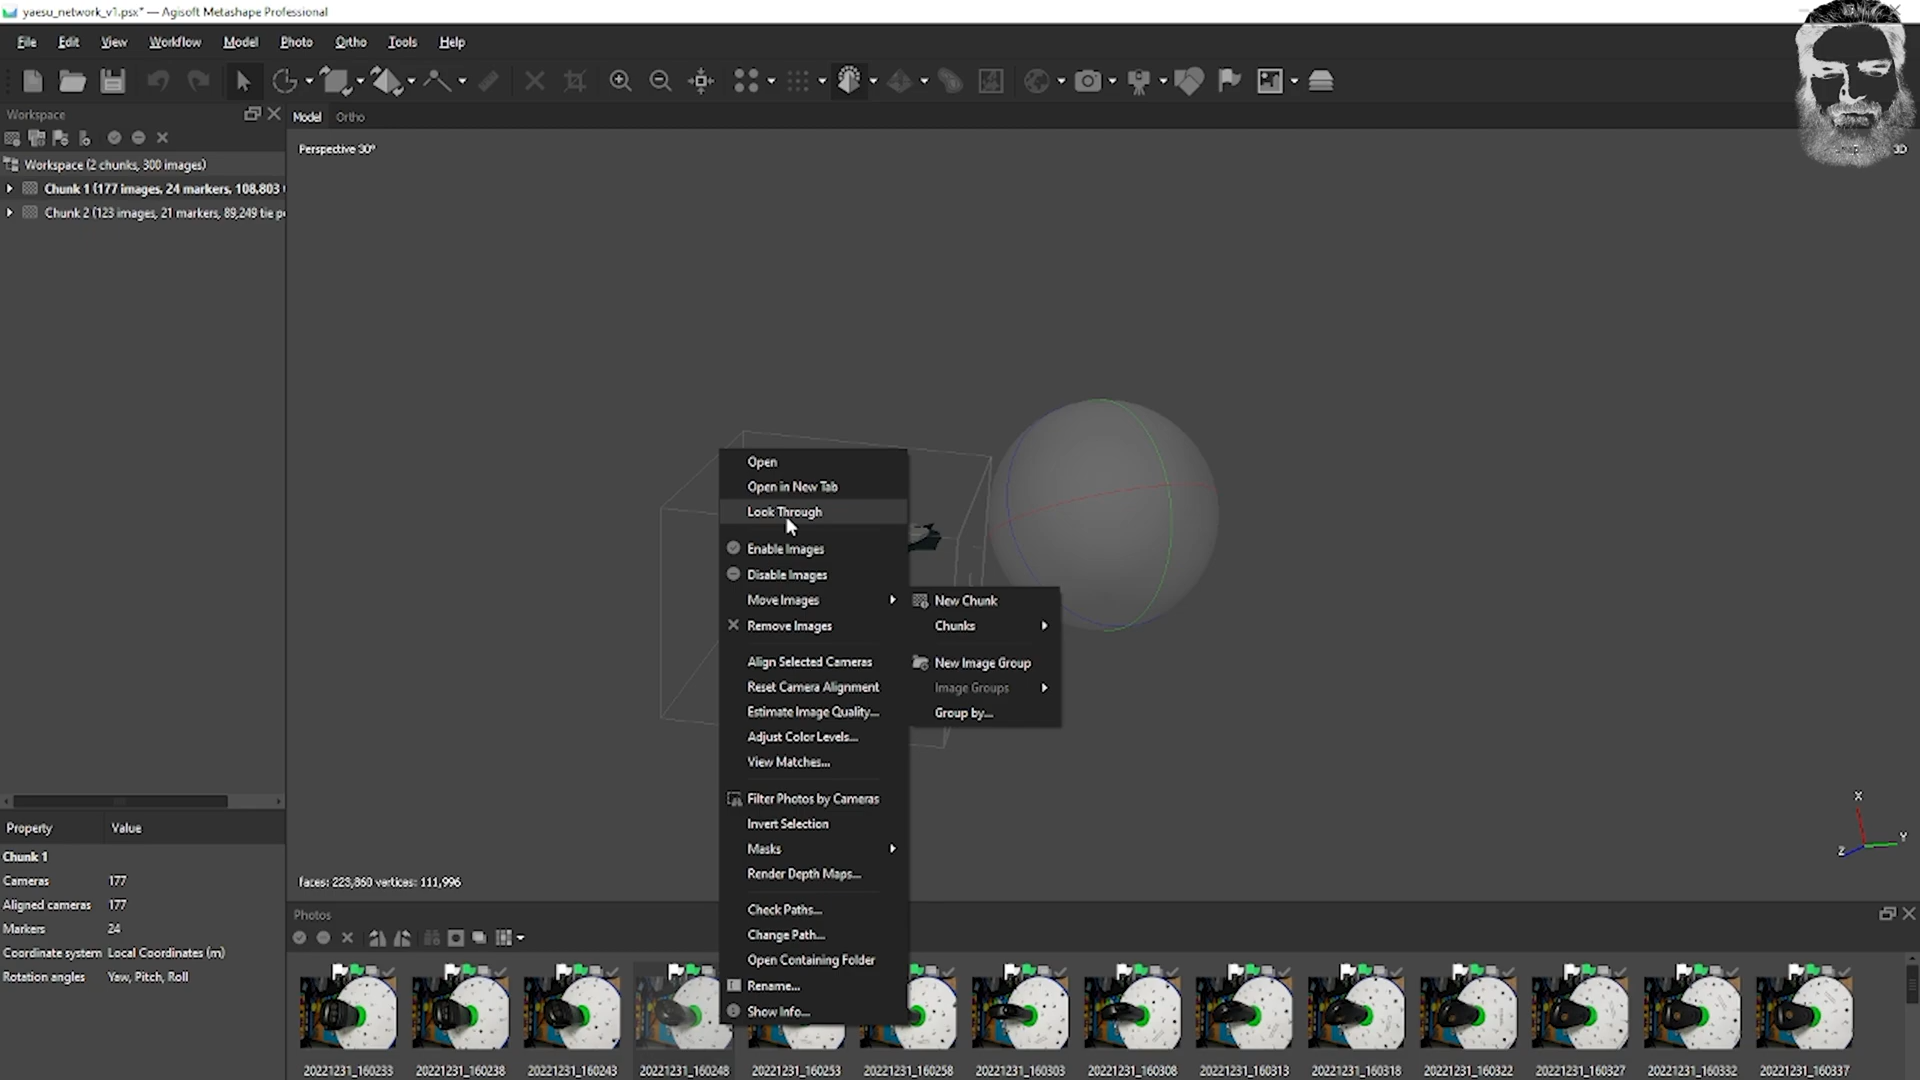 yaesu_network_v1.psx* — Agisoft Metashape Professional
File Edit View Workflow Model Photo Ortho Tools Help
Workspace
Model Ortho
Perspective 30°
3D
Workspace (2 chunks, 300 images)
Chunk 1 (177 images, 24 markers, 108,803
Chunk 2 (123 images, 21 markers, 89,249 tie p
Open
Open in New Tab
Look Through
Enable Images
Disable Images
Move Images
Remove Images
Align Selected Cameras
Reset Camera Alignment
Estimate Image Quality...
Adjust Color Levels...
View Matches...
Filter Photos by Cameras
Invert Selection
Masks
Render Depth Maps...
Check Paths...
Change Path...
Open Containing Folder
Rename...
Show Info...
New Chunk
Chunks
New Image Group
Image Groups
Group by...
X
Y
Z
Property Value
Chunk 1
Cameras 177
Aligned cameras 177
Markers 24
Coordinate system Local Coordinates (m)
Rotation angles Yaw, Pitch, Roll
faces: 223,860 vertices: 111,996
Photos
20221231_160233 20221231_160238 20221231_160243 20221231_160248 20221231_160253 20221231_160258 20221231_160303 20221231_160308 20221231_160313 20221231_160318 20221231_160322 20221231_160327 20221231_160332 20221231_160337